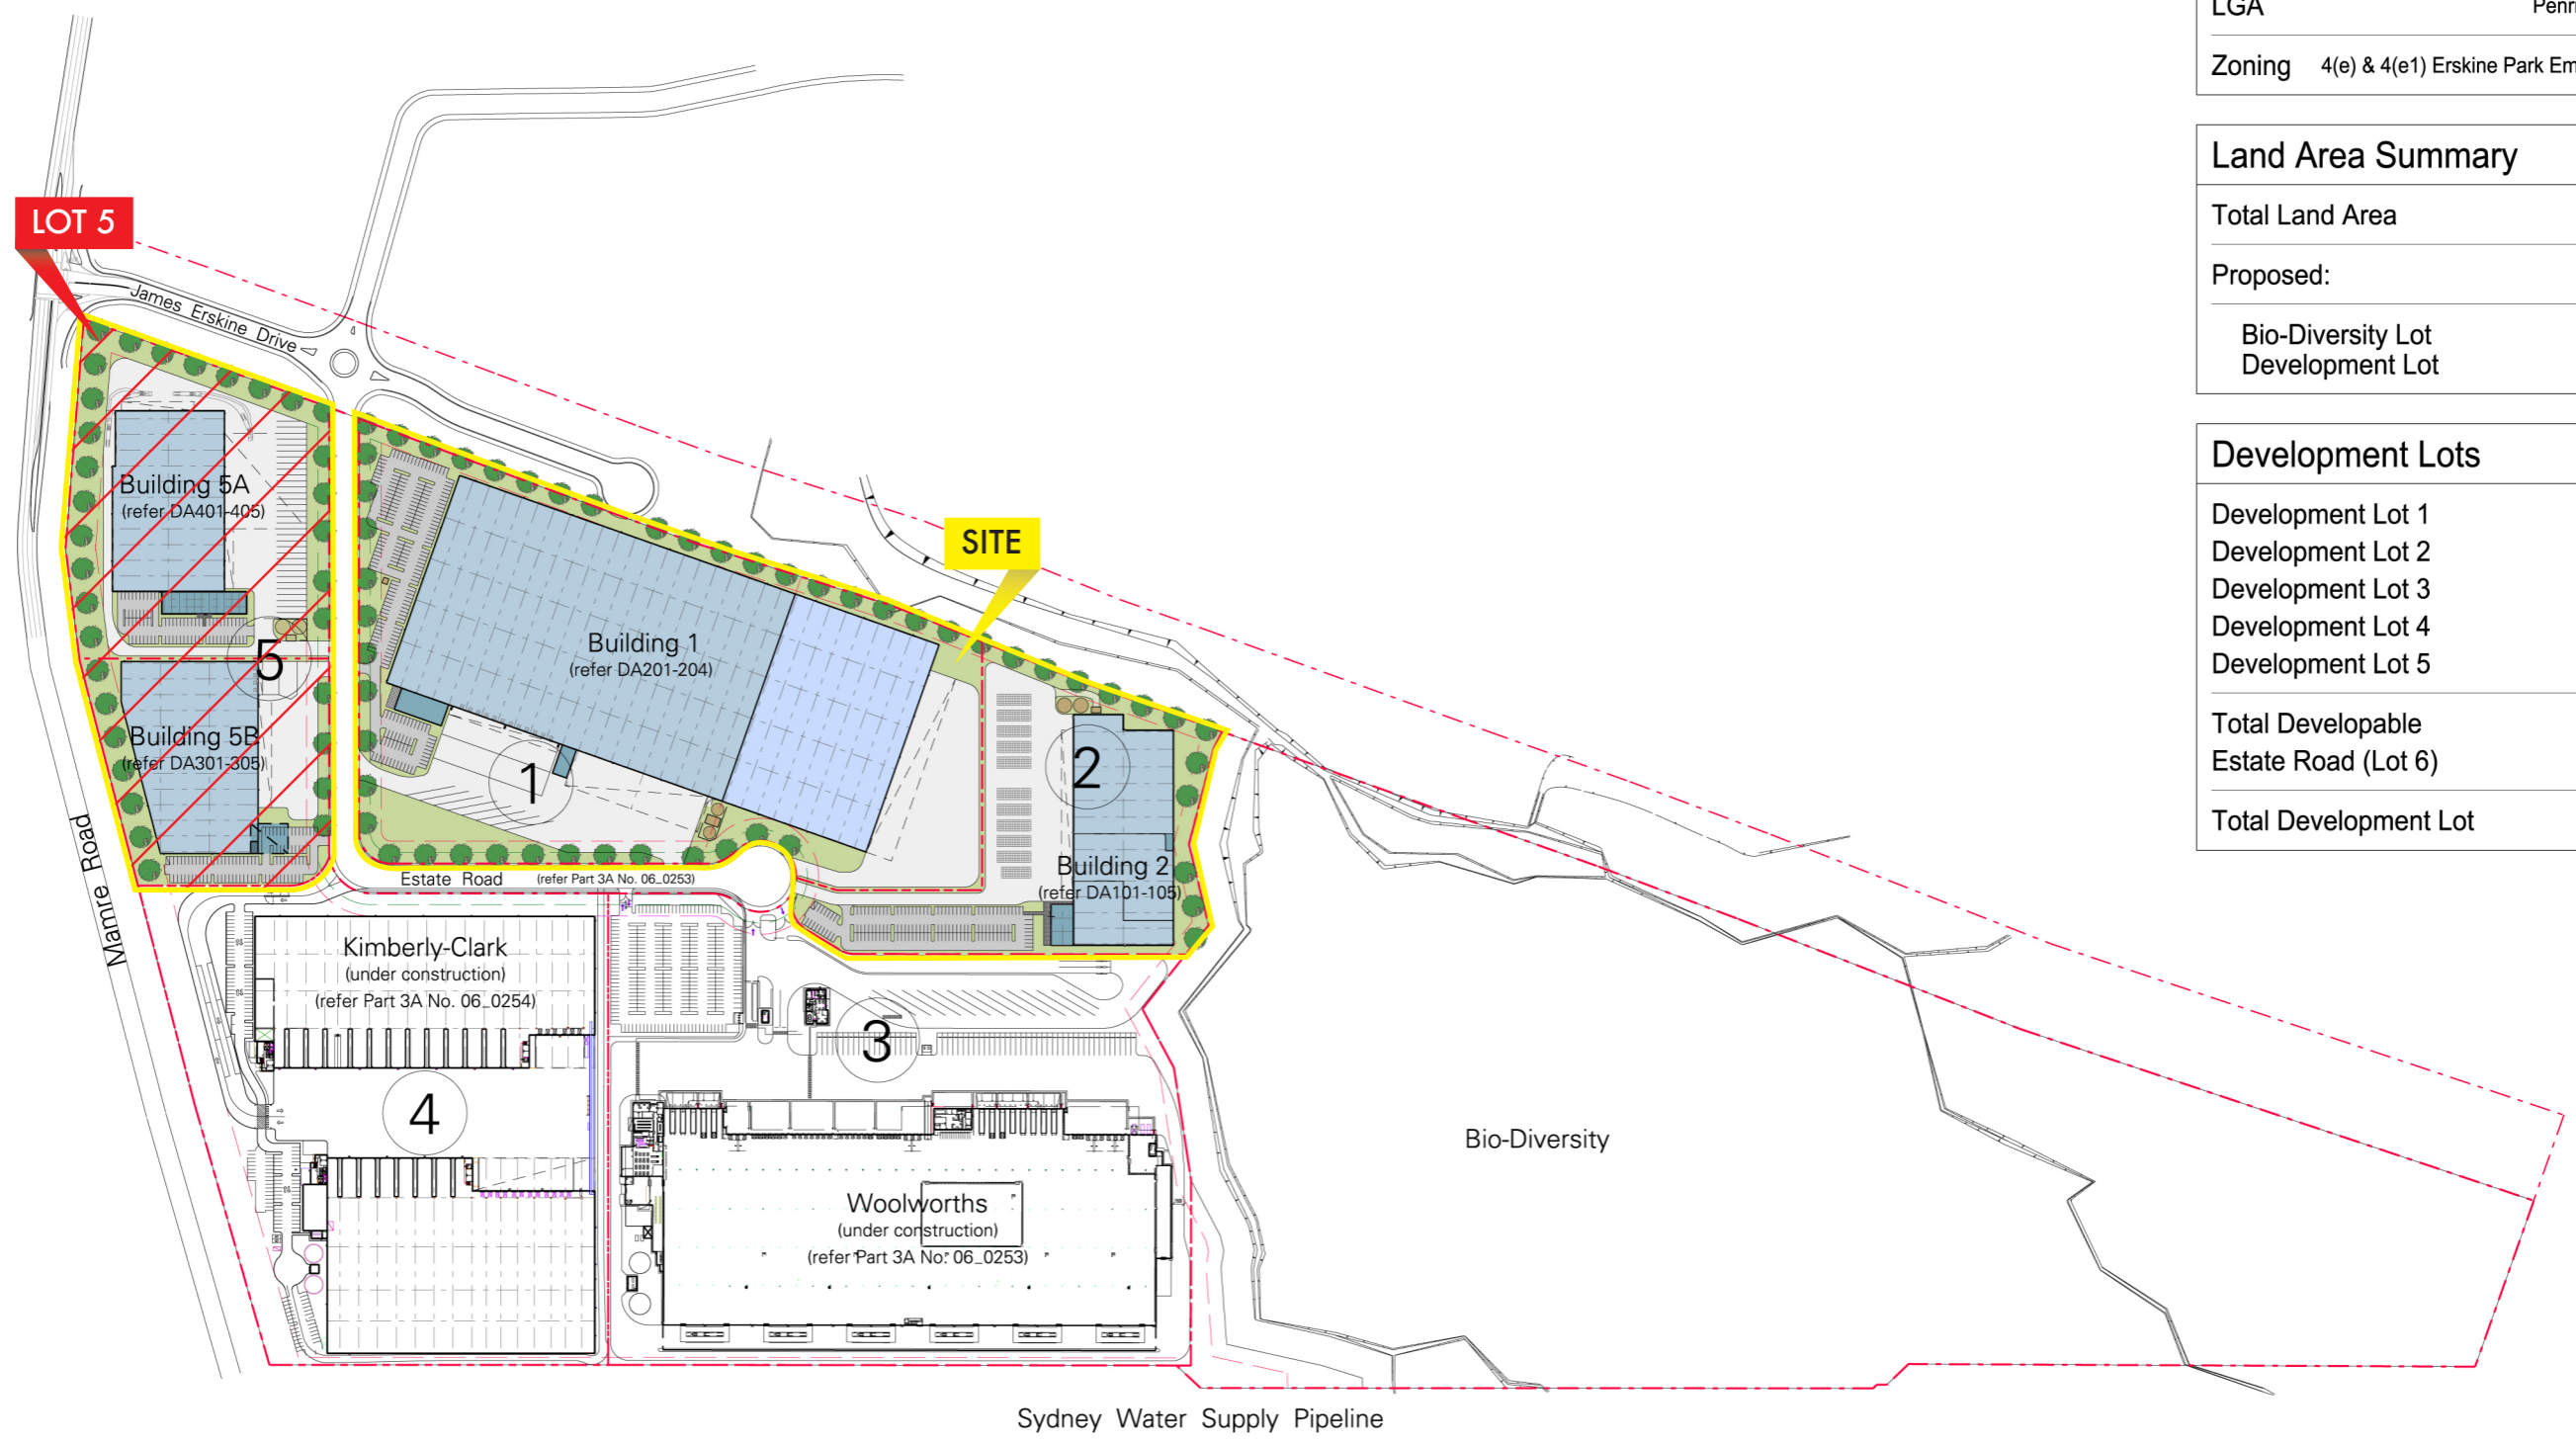 LGA
Zoning 4(e) & 4(e1) Erskine Park
Land Area Summary
Total Land Area
Proposed:
Bio-Diversity Lot
Development Lot
Development Lots
Development Lot 1
Development Lot 2
Development Lot 3
Development Lot 4
Development Lot 5
Total Developable
Estate Road (Lot 6)
Total Development Lot
LOT 5
James Erskine Drive
SITE
Building 5A
(refer DA401-405)
5
Building 5B
(refer DA301-305)
Building 1
(refer DA201-204)
1
2
Building 2
(refer DA101-105)
Mamre Road
Estate Road (refer Part 3A No. 06_0253)
Kimberly-Clark
(under construction)
(refer Part 3A No. 06_0254)
4
3
Woolworths
(under construction)
(refer Part 3A No. 06_0253)
Bio-Diversity
Sydney Water Supply Pipeline